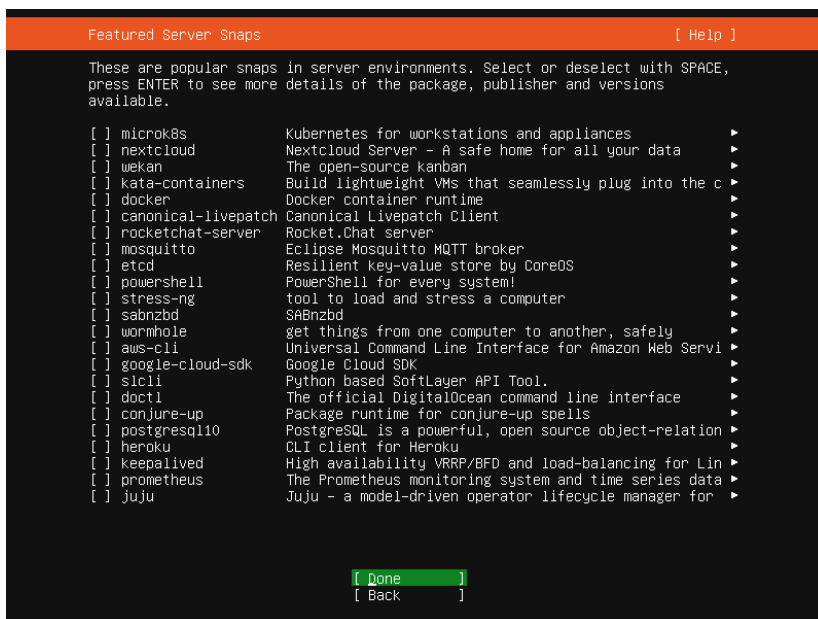 Featured Server Snaps [ Help ]
These are popular snaps in server environments. Select or deselect with SPACE,
press ENTER to see more details of the package, publisher and versions
available.
[ ] microk8s Kubernetes for workstations and appliances ▸
[ ] nextcloud Nextcloud Server – A safe home for all your data ▸
[ ] wekan The open-source kanban ▸
[ ] kata-containers Build lightweight VMs that seamlessly plug into the c ▸
[ ] docker Docker container runtime ▸
[ ] canonical-livepatch Canonical Livepatch Client ▸
[ ] rocketchat-server Rocket.Chat server ▸
[ ] mosquitto Eclipse Mosquitto MQTT broker ▸
[ ] etcd Resilient key-value store by CoreOS ▸
[ ] powershell PowerShell for every system! ▸
[ ] stress-ng tool to load and stress a computer ▸
[ ] sabnzbd SABnzbd ▸
[ ] wormhole get things from one computer to another, safely ▸
[ ] aws-cli Universal Command Line Interface for Amazon Web Servi ▸
[ ] google-cloud-sdk Google Cloud SDK ▸
[ ] slcli Python based SoftLayer API Tool. ▸
[ ] doctl The official DigitalOcean command line interface ▸
[ ] conjure-up Package runtime for conjure-up spells ▸
[ ] postgresql10 PostgreSQL is a powerful, open source object-relation ▸
[ ] heroku CLI client for Heroku ▸
[ ] keepalived High availability VRRP/BFD and load-balancing for Lin ▸
[ ] prometheus The Prometheus monitoring system and time series data ▸
[ ] juju Juju – a model-driven operator lifecycle manager for ▸
[ Done ]
[ Back ]